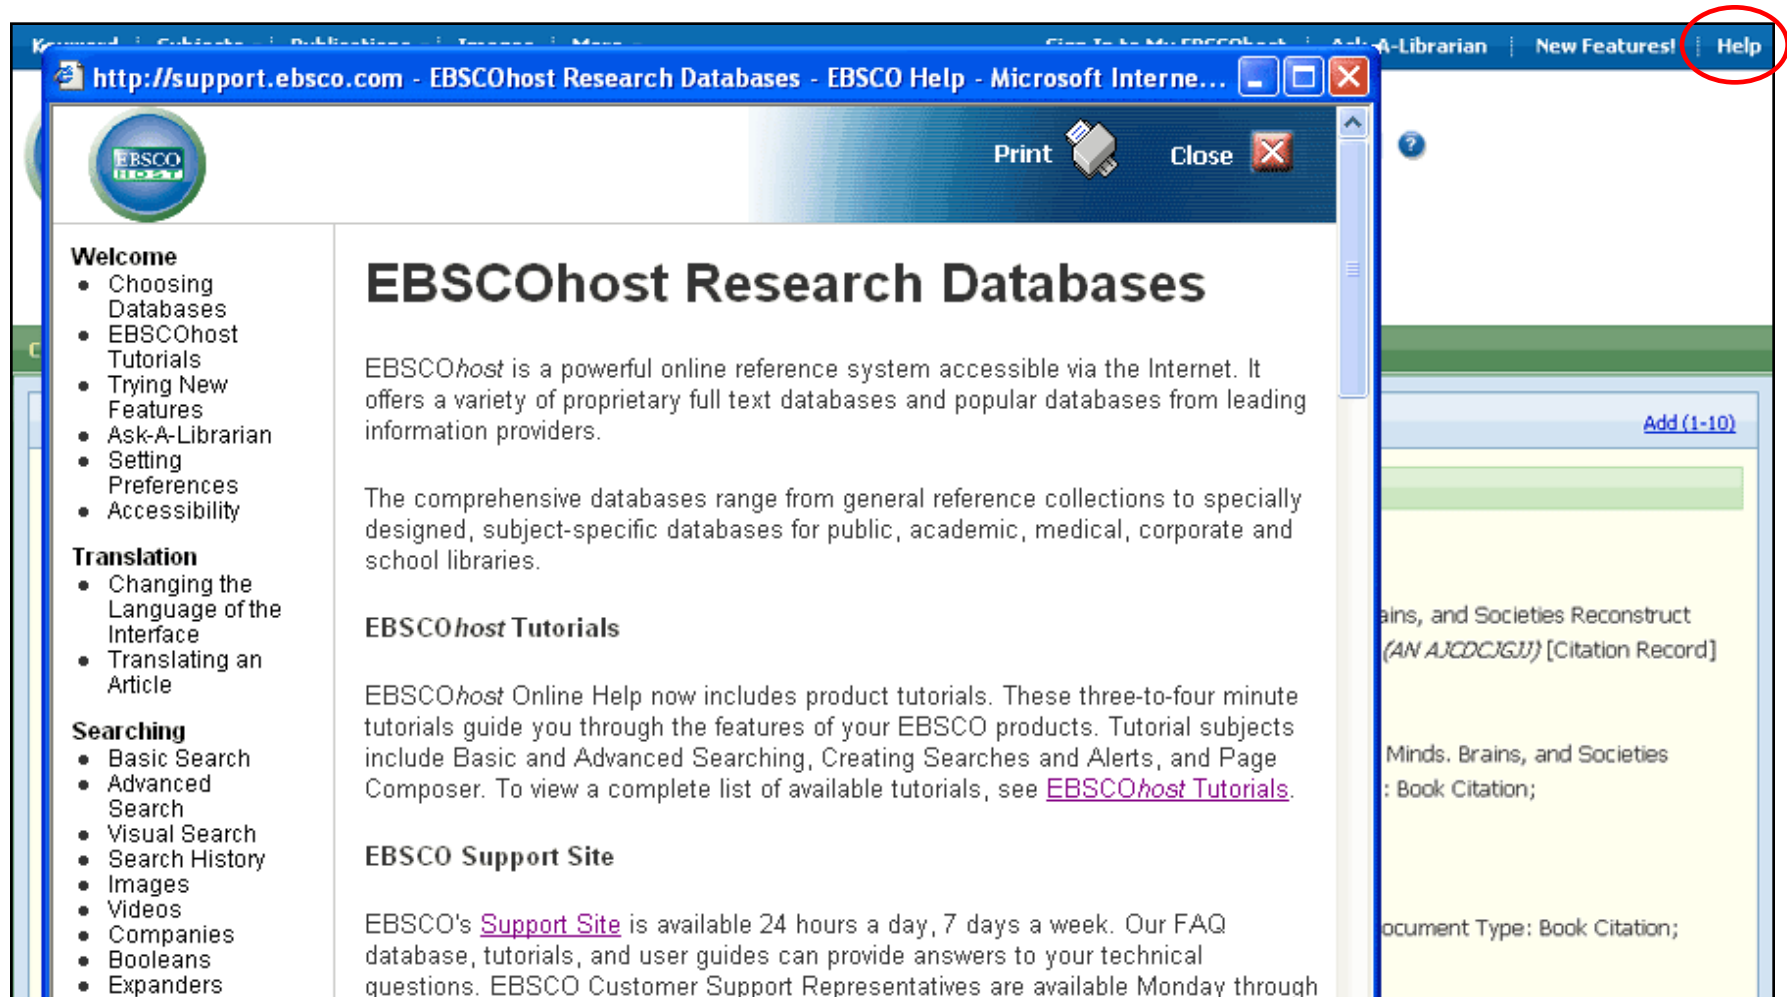 A-Librarian New Features! Help
http://support.ebsco.com - EBSCOhost Research Databases - EBSCO Help - Microsoft Interne...
EBSCO
HOST
Print Close
Welcome
• Choosing
Databases
• EBSCOhost
Tutorials
• Trying New
Features
• Ask-A-Librarian
• Setting
Preferences
• Accessibility
Translation
• Changing the
Language of the
Interface
• Translating an
Article
Searching
• Basic Search
• Advanced
Search
• Visual Search
• Search History
• Images
• Videos
• Companies
• Booleans
• Expanders
EBSCOhost Research Databases
EBSCOhost is a powerful online reference system accessible via the Internet. It
offers a variety of proprietary full text databases and popular databases from leading
information providers.
The comprehensive databases range from general reference collections to specially
designed, subject-specific databases for public, academic, medical, corporate and
school libraries.
EBSCOhost Tutorials
EBSCOhost Online Help now includes product tutorials. These three-to-four minute
tutorials guide you through the features of your EBSCO products. Tutorial subjects
include Basic and Advanced Searching, Creating Searches and Alerts, and Page
Composer. To view a complete list of available tutorials, see EBSCOhost Tutorials.
EBSCO Support Site
EBSCO's Support Site is available 24 hours a day, 7 days a week. Our FAQ
database, tutorials, and user guides can provide answers to your technical
questions. EBSCO Customer Support Representatives are available Monday through
Add (1-10)
ains, and Societies Reconstruct
(AN AJCDCJGJJ) [Citation Record]
Minds. Brains, and Societies
: Book Citation;
ocument Type: Book Citation;